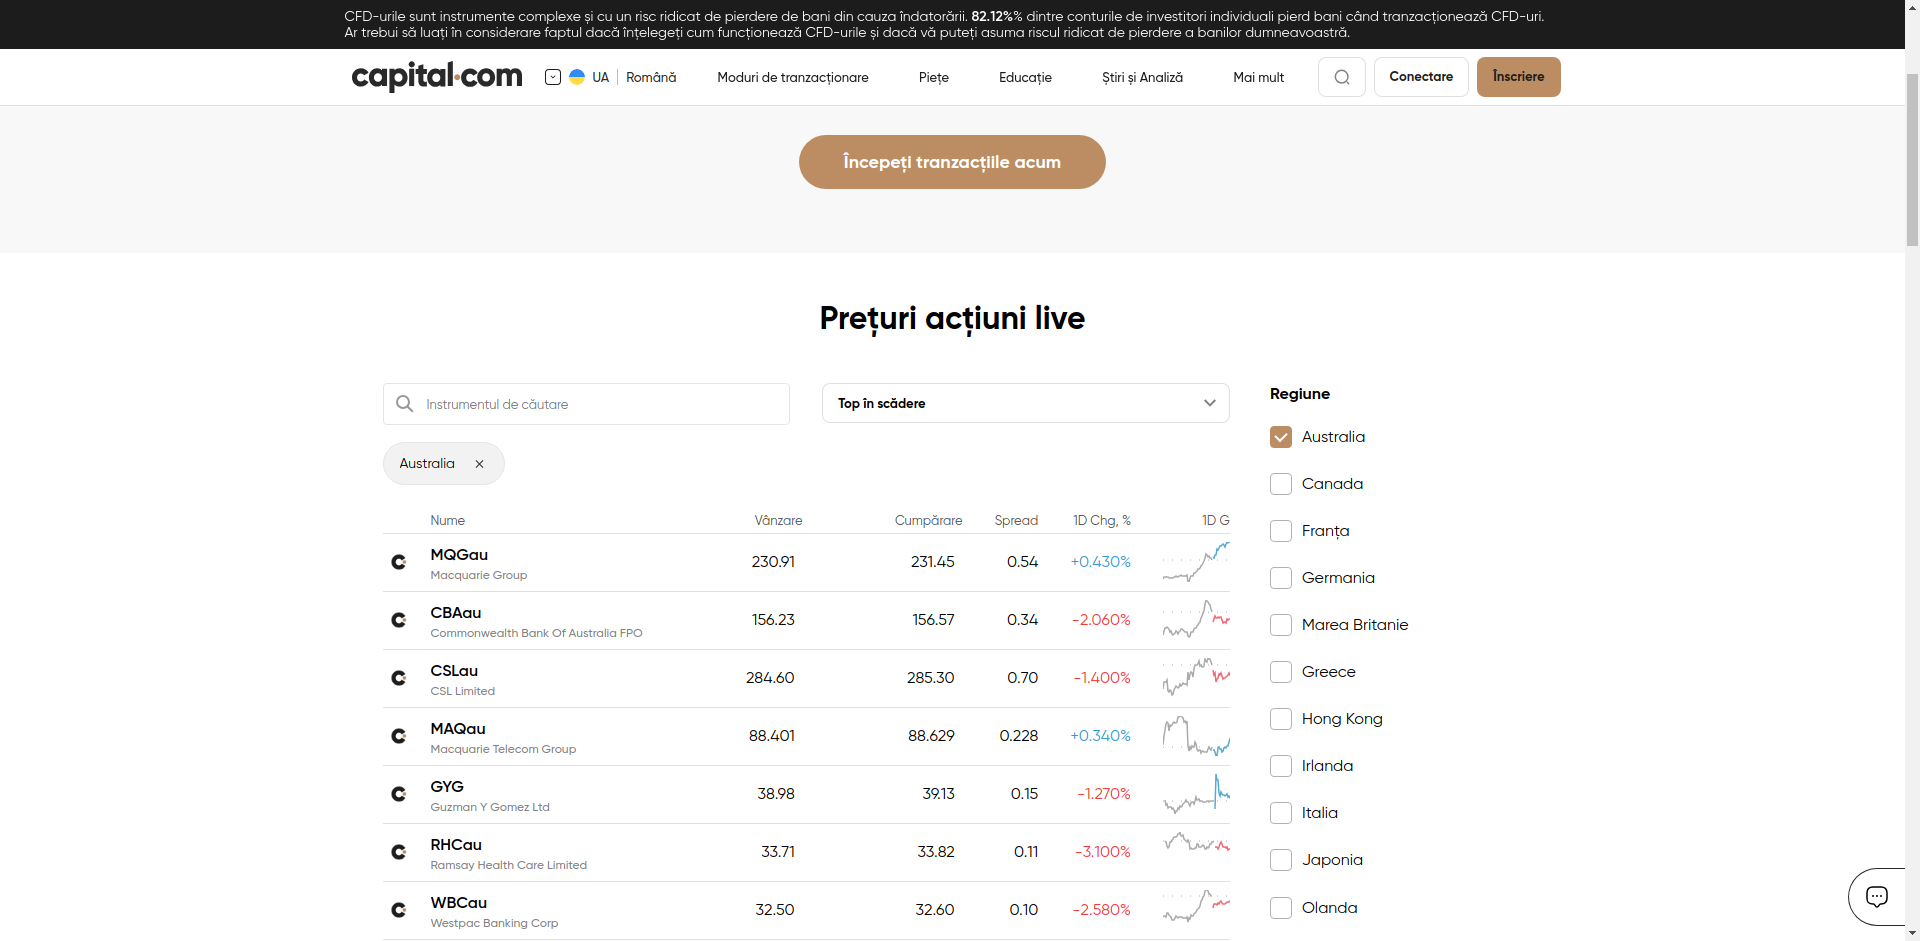 CFD-urile sunt instrumente complexe și cu un risc ridicat de pierdere de bani din cauza îndatorării. 82.12%% dintre conturile de investitori individuali pierd bani când tranzacționează CFD-uri.
Ar trebui să luați în considerare faptul dacă înțelegeți cum funcționează CFD-urile și dacă vă puteți asuma riscul ridicat de pierdere a banilor dumneavoastră.
capital.com UA Română Moduri de tranzacționare Piețe Educație Știri și Analiză Mai mult Conectare Înscriere
Începeți tranzacțiile acum
Prețuri acțiuni live
Instrumentul de căutare
Top în scădere
Australia
Nume Vânzare Cumpărare Spread 1D Chg, % 1D G
MQGau 230.91 231.45 0.54 +0.430%
Macquarie Group
CBAau 156.23 156.57 0.34 -2.060%
Commonwealth Bank Of Australia FPO
CSLau 284.60 285.30 0.70 -1.400%
CSL Limited
MAQau 88.401 88.629 0.228 +0.340%
Macquarie Telecom Group
GYG 38.98 39.13 0.15 -1.270%
Guzman Y Gomez Ltd
RHCau 33.71 33.82 0.11 -3.100%
Ramsay Health Care Limited
WBCau 32.50 32.60 0.10 -2.580%
Westpac Banking Corp
Regiune
Australia
Canada
Franța
Germania
Marea Britanie
Greece
Hong Kong
Irlanda
Italia
Japonia
Olanda